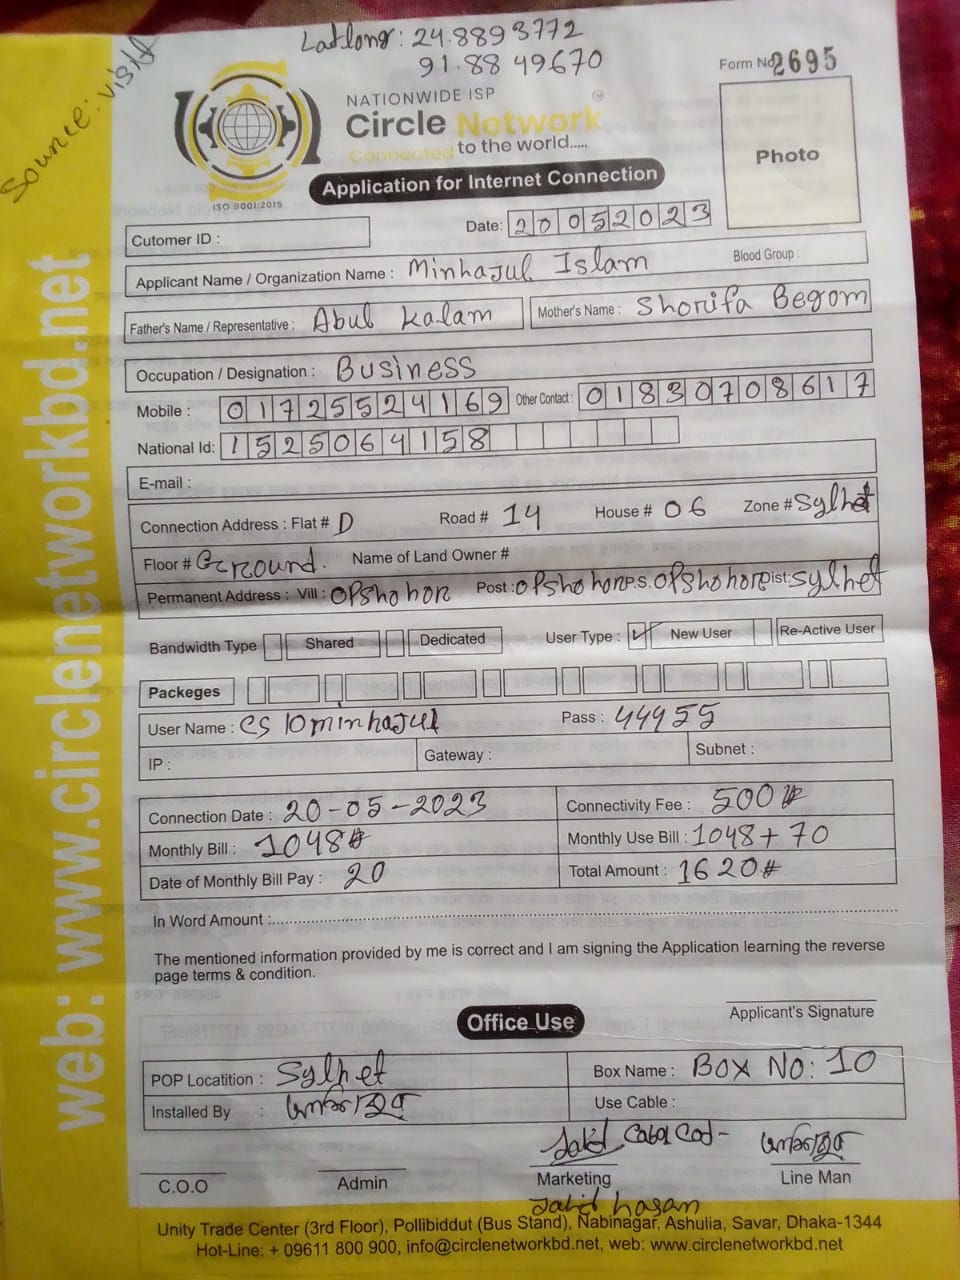 Source: visit
Latlong: 24.8893772
91.8849670
Form No 2695
NATIONWIDE ISP
Circle Network
Connected to the world.....
ISO 9001:2015
Application for Internet Connection
Photo
Cutomer ID :
Date: 20052023
Applicant Name / Organization Name : Minhajul Islam Blood Group :
Father's Name / Representative : Abul Kalam Mother's Name : Shorifa Begom
Occupation / Designation : Business
Mobile : 01725524169 Other Contact : 01830708617
National Id: 1525064158
E-mail :
Connection Address : Flat # D Road # 14 House # 06 Zone # Sylhet
Floor # Ground. Name of Land Owner #
Permanent Address : Vill : opshohor Post : opshohor P.S. opshohor Dist: Sylhet
Bandwidth Type Shared Dedicated User Type : ✓ New User Re-Active User
Packeges
User Name : cs10minhajul Pass : 44955
IP : Gateway : Subnet :
Connection Date : 20-05-2023 Connectivity Fee : 500#
Monthly Bill : 1048# Monthly Use Bill : 1048+70
Date of Monthly Bill Pay : 20 Total Amount : 1620#
In Word Amount :
The mentioned information provided by me is correct and I am signing the Application learning the reverse
page terms & condition.
Applicant's Signature
Office Use
POP Locatition : Sylhet Box Name : BOX NO: 10
Installed By : Use Cable :
C.O.O Admin Marketing Line Man
Jahid hasan
Unity Trade Center (3rd Floor), Pollibiddut (Bus Stand), Nabinagar, Ashulia, Savar, Dhaka-1344
Hot-Line: + 09611 800 900, info@circlenetworkbd.net, web: www.circlenetworkbd.net
web: www.circlenetworkbd.net